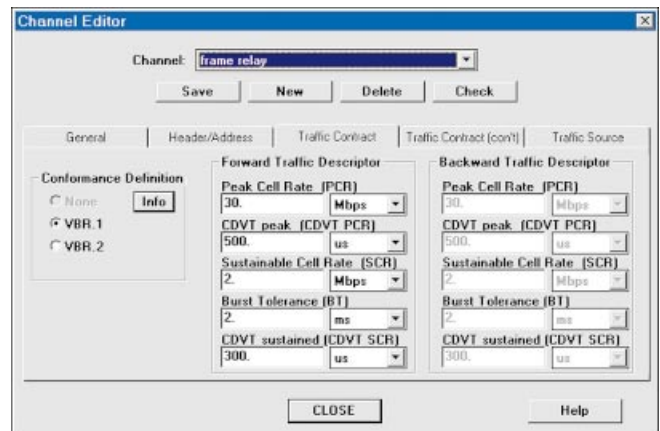 Channel Editor
Channel: frame relay
Save New Delete Check
General Header/Address Traffic Contract Traffic Contract (con't) Traffic Source
Conformance Definition
None Info
VBR.1
VBR.2
Forward Traffic Descriptor
Peak Cell Rate (PCR)
30. Mbps
CDVT peak (CDVT PCR)
500. us
Sustainable Cell Rate (SCR)
2. Mbps
Burst Tolerance (BT)
2. ms
CDVT sustained (CDVT SCR)
300. us
Backward Traffic Descriptor
Peak Cell Rate (PCR)
30. Mbps
CDVT peak (CDVT PCR)
500. us
Sustainable Cell Rate (SCR)
2. Mbps
Burst Tolerance (BT)
2. ms
CDVT sustained (CDVT SCR)
300. us
CLOSE Help